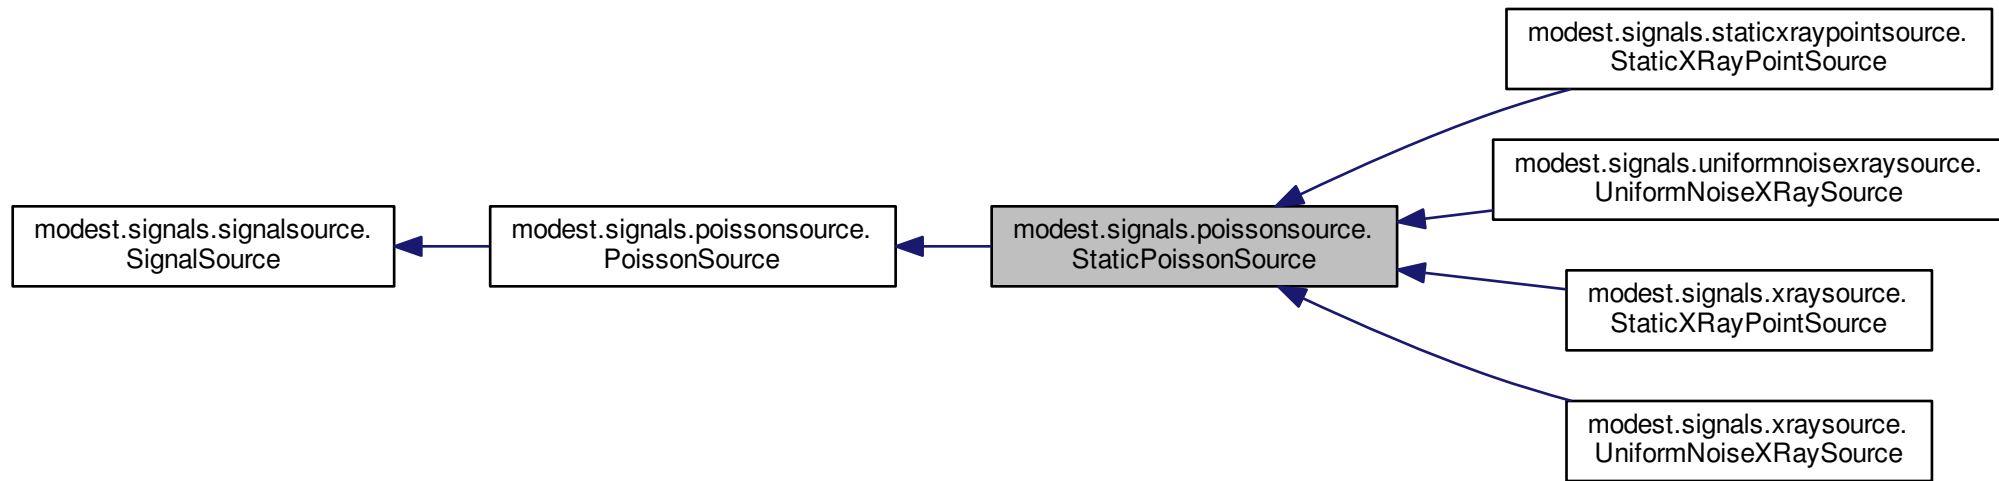 modest.signals.signalsource.
SignalSource
modest.signals.poissonsource.
PoissonSource
modest.signals.poissonsource.
StaticPoissonSource
modest.signals.staticxraypointsource.
StaticXRayPointSource
modest.signals.uniformnoisexraysource.
UniformNoiseXRaySource
modest.signals.xraysource.
StaticXRayPointSource
modest.signals.xraysource.
UniformNoiseXRaySource